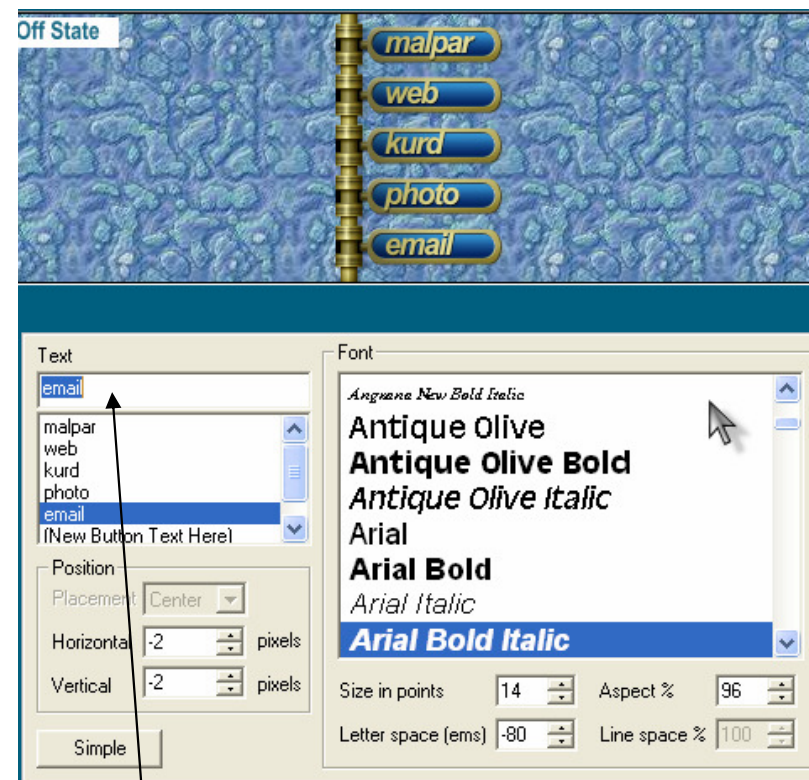 Off State
malpar
web
kurd
photo
email
Text
email
malpar
web
kurd
photo
email
(New Button Text Here)
Position
Placement Center
Horizontal -2 pixels
Vertical -2 pixels
Simple
Font
Angsana New Bold Italic
Antique Olive
Antique Olive Bold
Antique Olive Italic
Arial
Arial Bold
Arial Italic
Arial Bold Italic
Size in points 14 Aspect % 96
Letter space (ems) -80 Line space % 100